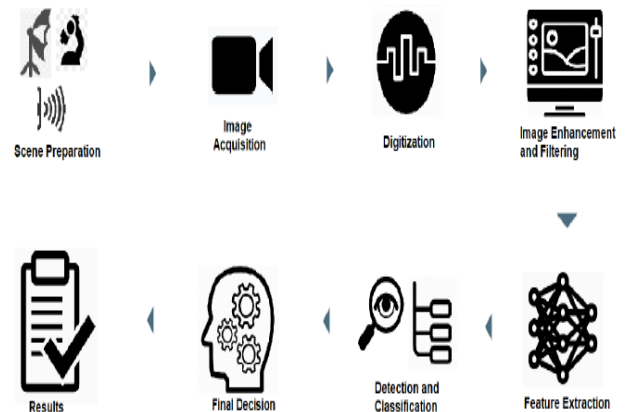 Scene Preparation
Image
Acquisition
Digitization
Image Enhancement
and Filtering
Feature Extraction
Detection and
Classification
Final Decision
Results